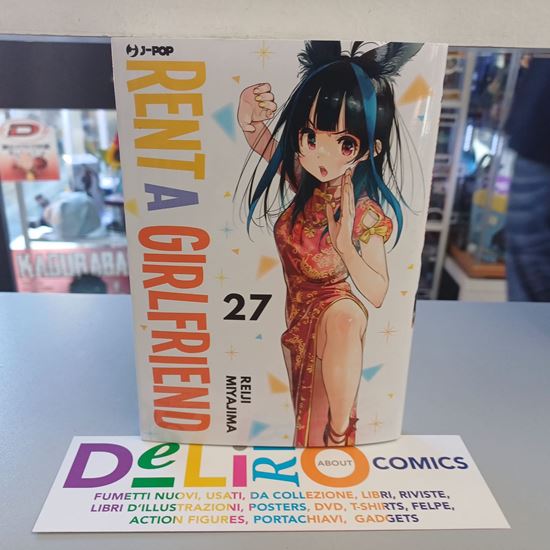 J-POP
RENT A GIRLFRIEND
27
REIJI
MIYAJIMA
KAGURABA
DeLiRiO ABOUT COMICS
FUMETTI NUOVI, USATI, DA COLLEZIONE, LIBRI, RIVISTE,
LIBRI D'ILLUSTRAZIONI, POSTERS, DVD, T-SHIRTS, FELPE,
ACTION FIGURES, PORTACHIAVI, GADGETS